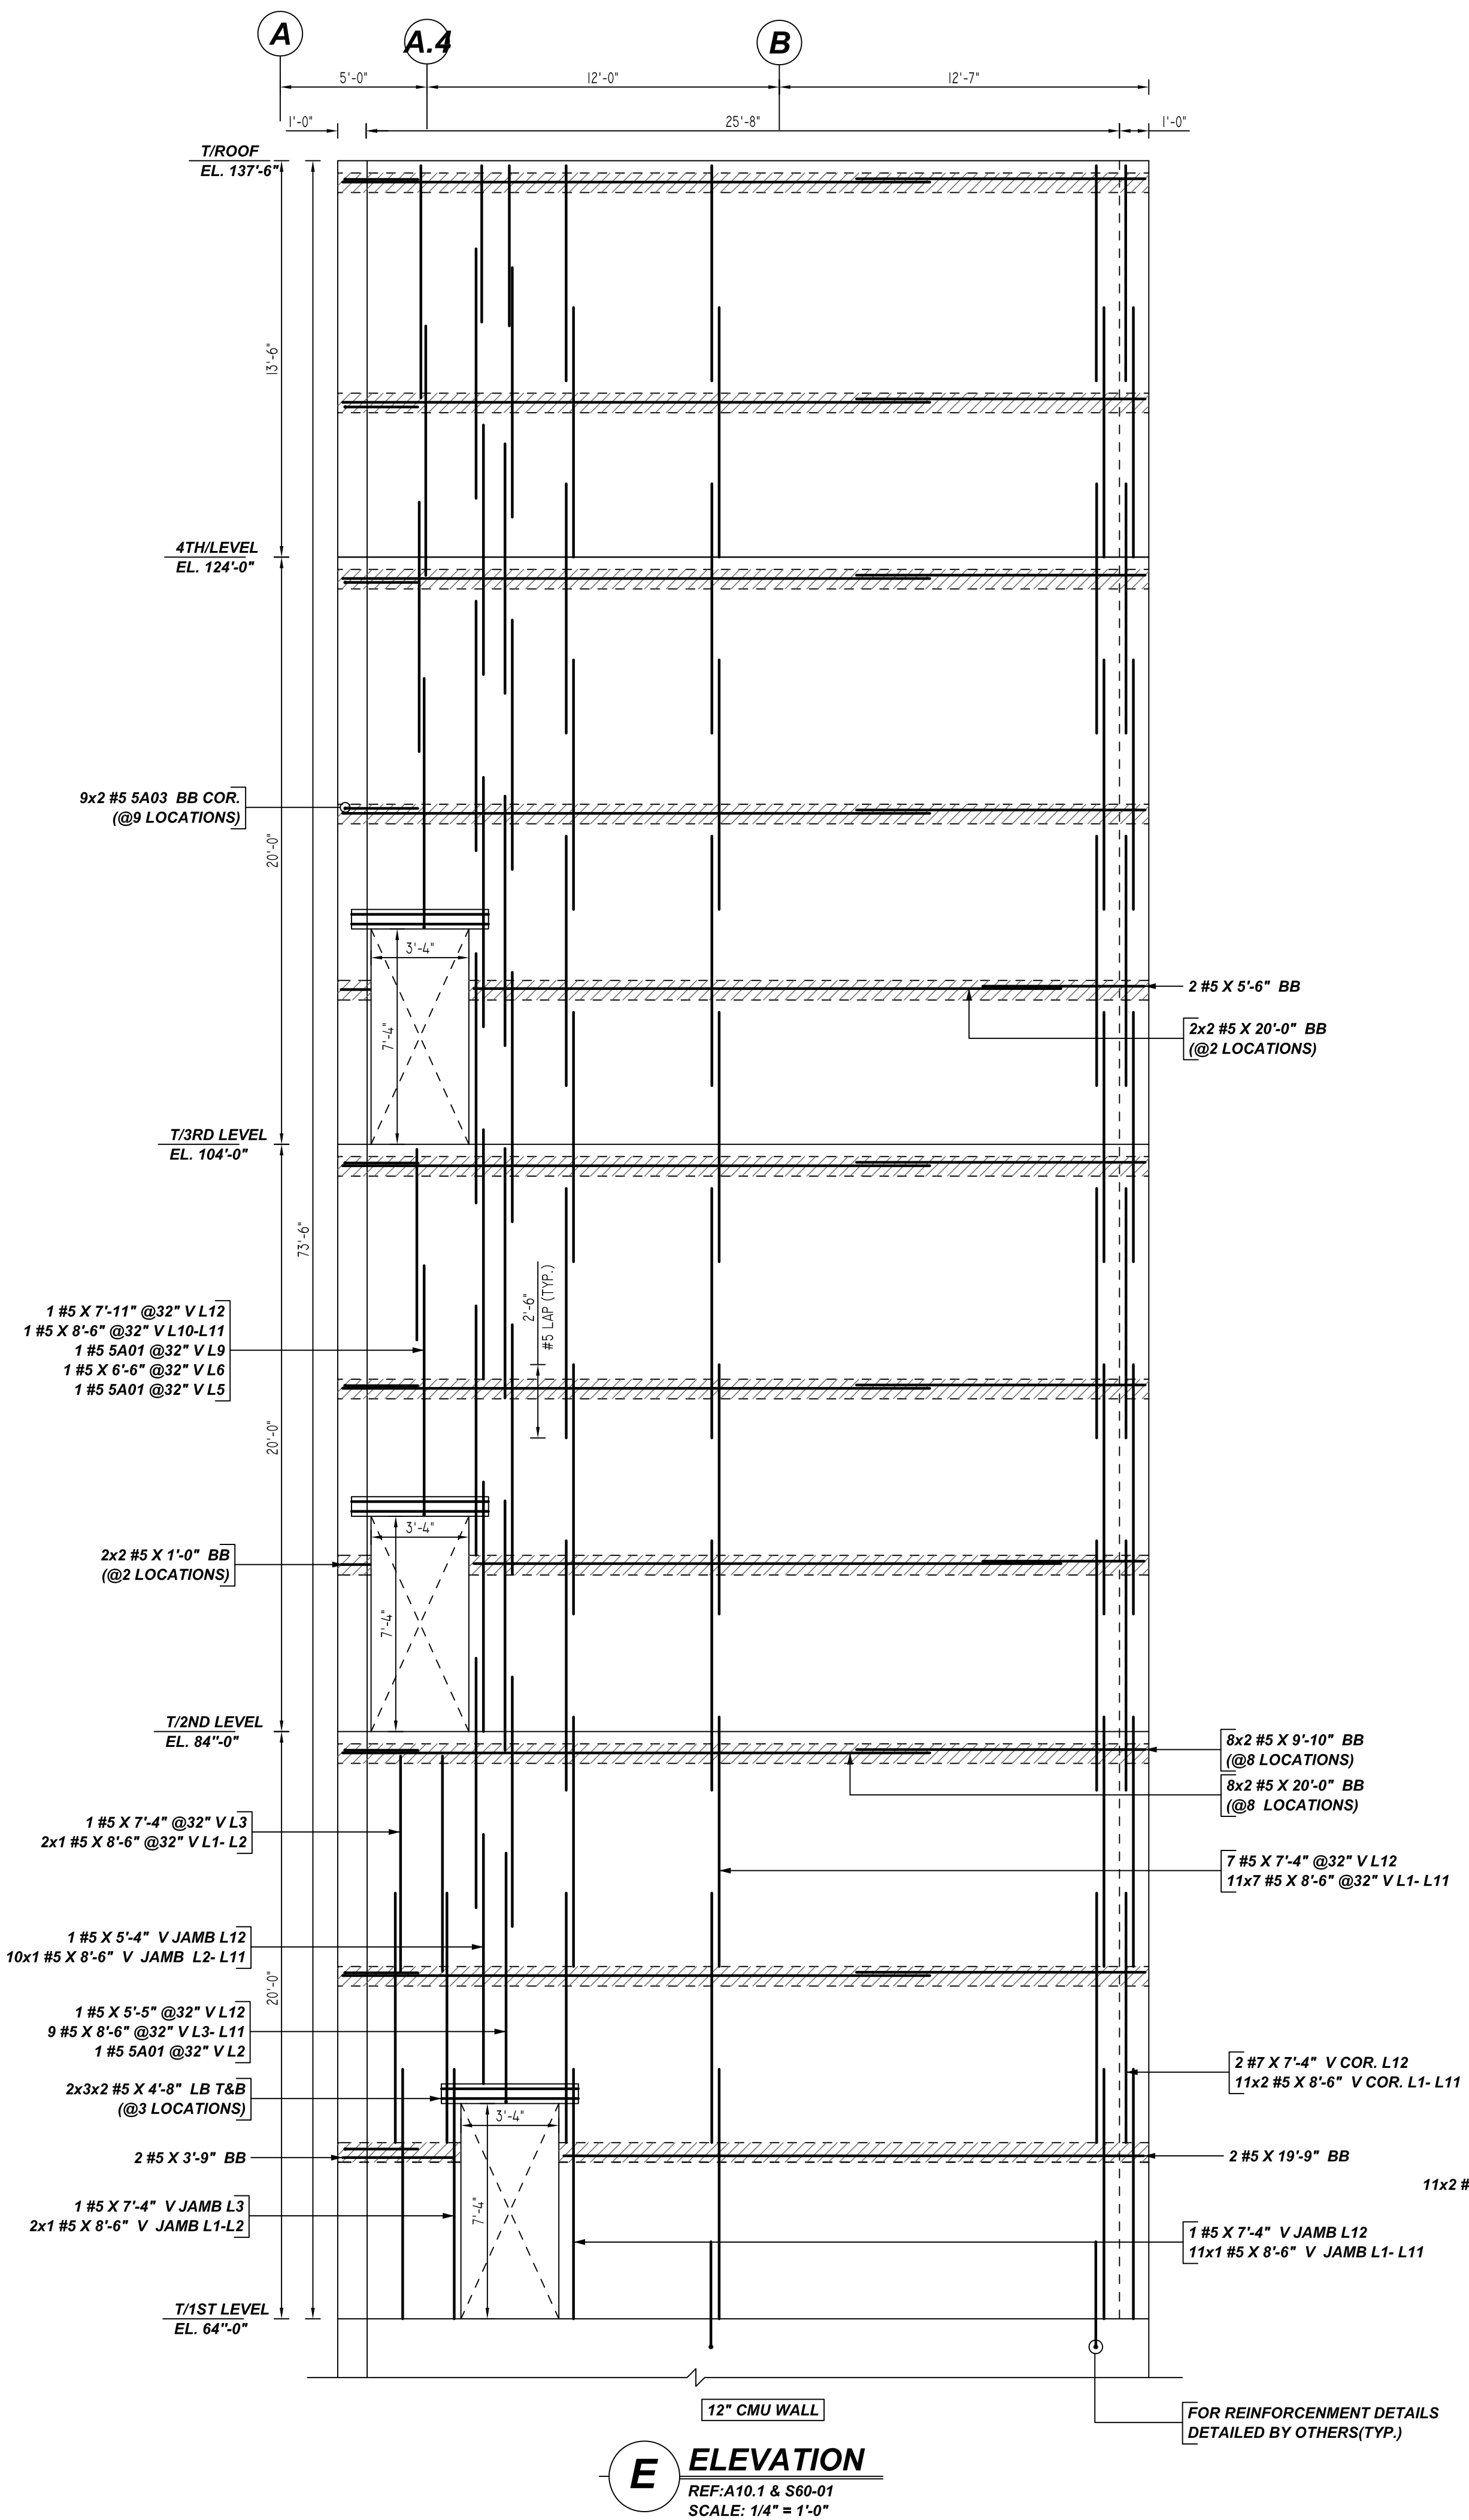 A
A.4
B
5'-0"
12'-0"
12'-7"
1'-0"
25'-8"
1'-0"
T/ROOF
EL. 137'-6"
13'-6"
4TH/LEVEL
EL. 124'-0"
9x2 #5 5A03 BB COR.
(@9 LOCATIONS)
20'-0"
3'-4"
7'-4"
2 #5 X 5'-6" BB
2x2 #5 X 20'-0" BB
(@2 LOCATIONS)
T/3RD LEVEL
EL. 104'-0"
73'-6"
1 #5 X 7'-11" @32" V L12
1 #5 X 8'-6" @32" V L10-L11
1 #5 5A01 @32" V L9
1 #5 X 6'-6" @32" V L6
1 #5 5A01 @32" V L5
2'-6"
#5 LAP (TYP.)
20'-0"
3'-4"
7'-4"
2x2 #5 X 1'-0" BB
(@2 LOCATIONS)
T/2ND LEVEL
EL. 84"-0"
8x2 #5 X 9'-10" BB
(@8 LOCATIONS)
8x2 #5 X 20'-0" BB
(@8 LOCATIONS)
1 #5 X 7'-4" @32" V L3
2x1 #5 X 8'-6" @32" V L1- L2
7 #5 X 7'-4" @32" V L12
11x7 #5 X 8'-6" @32" V L1- L11
1 #5 X 5'-4" V JAMB L12
10x1 #5 X 8'-6" V JAMB L2- L11
20'-0"
1 #5 X 5'-5" @32" V L12
9 #5 X 8'-6" @32" V L3- L11
1 #5 5A01 @32" V L2
2 #7 X 7'-4" V COR. L12
11x2 #5 X 8'-6" V COR. L1- L11
2x3x2 #5 X 4'-8" LB T&B
(@3 LOCATIONS)
3'-4"
7'-4"
2 #5 X 3'-9" BB
2 #5 X 19'-9" BB
11x2 #
1 #5 X 7'-4" V JAMB L3
2x1 #5 X 8'-6" V JAMB L1-L2
1 #5 X 7'-4" V JAMB L12
11x1 #5 X 8'-6" V JAMB L1- L11
T/1ST LEVEL
EL. 64"-0"
12" CMU WALL
FOR REINFORCENMENT DETAILS
DETAILED BY OTHERS(TYP.)
E
ELEVATION
REF:A10.1 & S60-01
SCALE: 1/4" = 1'-0"